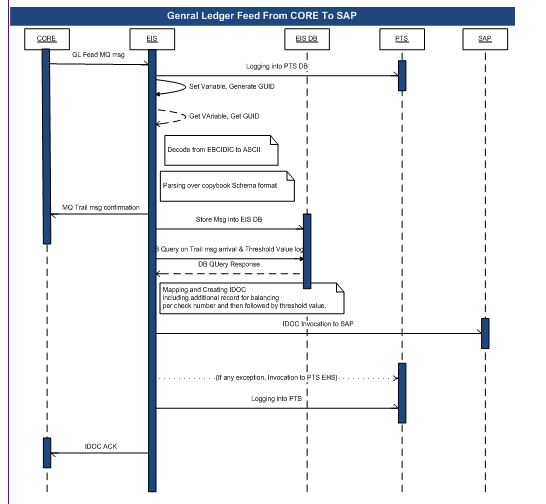 Genral Ledger Feed From CORE To SAP
CORE
EIS
EIS DB
PTS
SAP
GL Feed MQ msg
Logging into PTS DB
Set Variable, Generate GUID
Get VAriable, Get GUID
Decode from EBCIDIC to ASCII
Parsing over copybook Schema format
MQ Trail msg confirmation
Store Msg into EIS DB
B Query on Trail msg arrival & Threshold Value log
DB QUery Response
Mapping and Creating IDOC
Including additional record for balancing
per check number and then followed by threshold value.
IDOC Invocation to SAP
(If any exception, Invocation to PTS EHS)
Logging into PTS
IDOC ACK